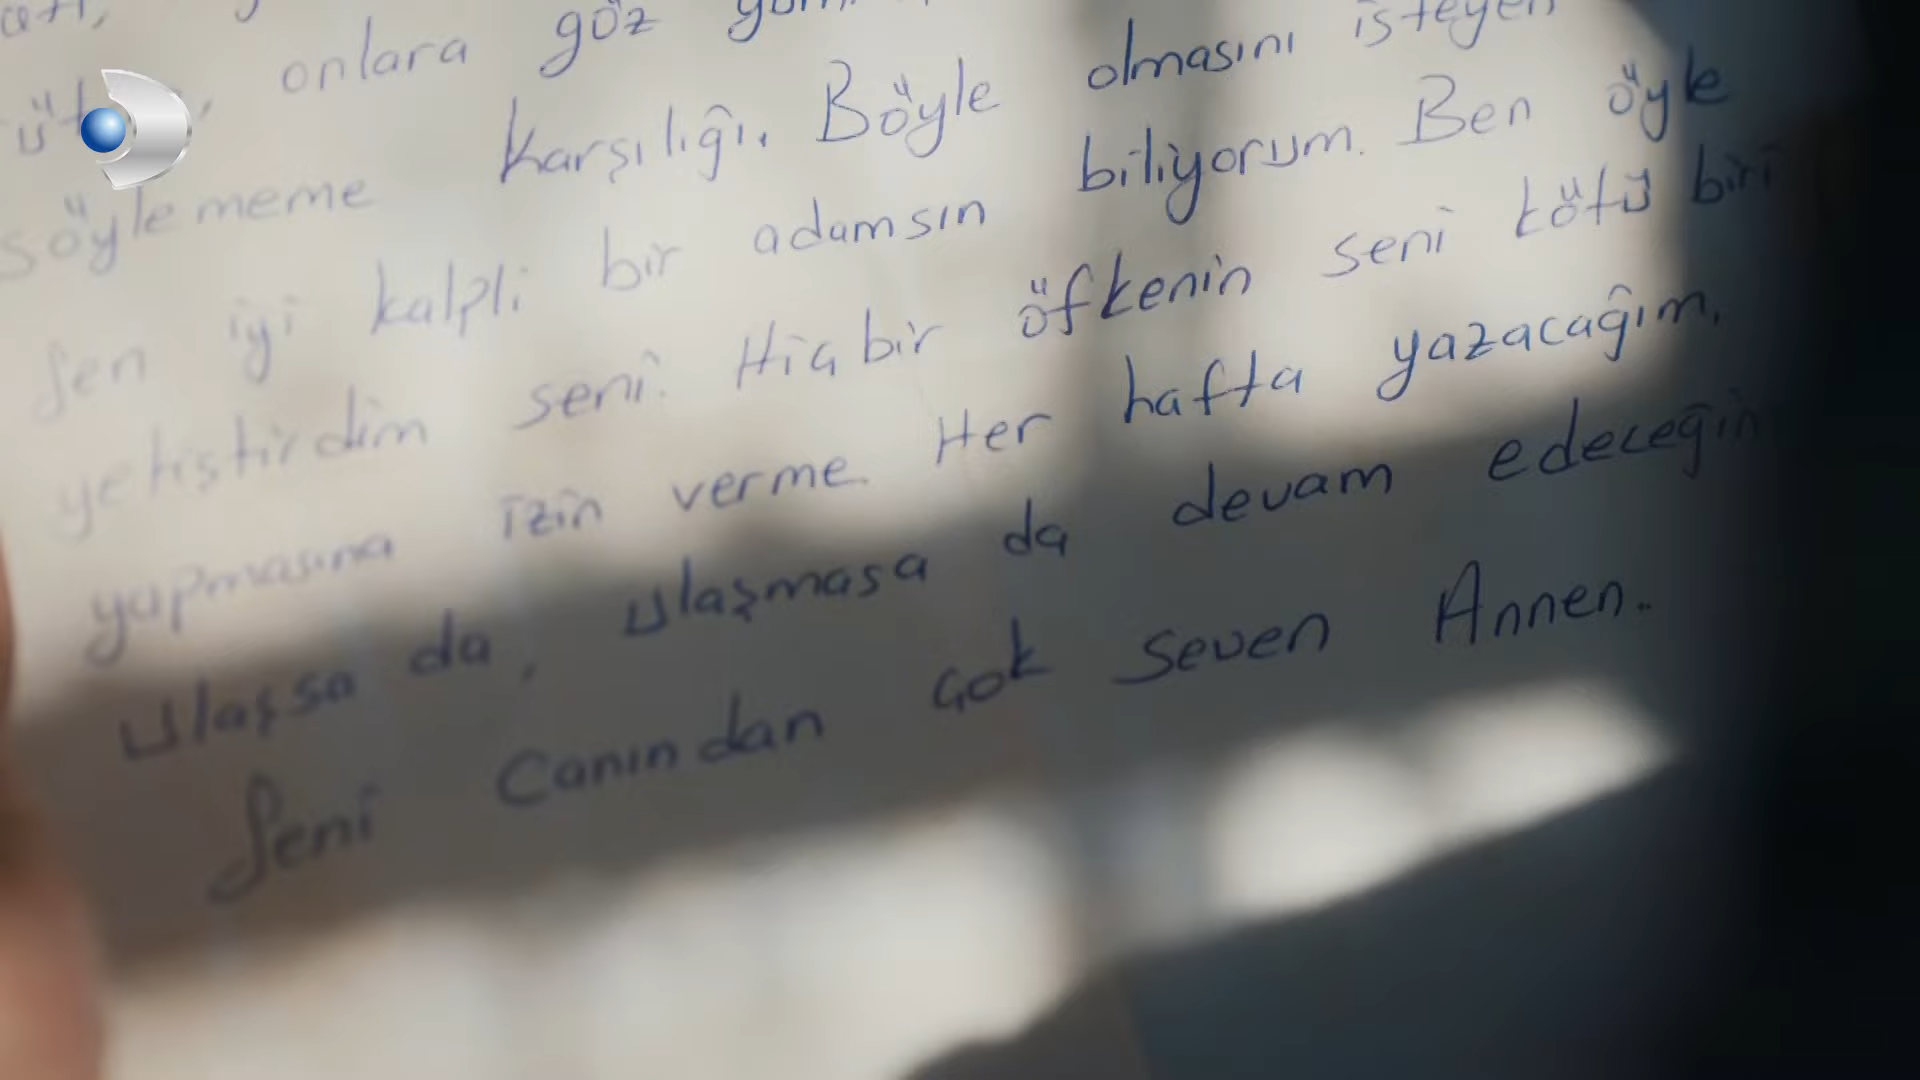 onlara göz
söylememe karşılığı. Böyle olmasını isteyen
Sen iyi kalpli bir adamsın biliyorum. Ben öyle
yetiştirdim seni. Hiç bir öfkenin seni kötü biri
yapmasına izin verme. Her hafta yazacağım,
Ulaşsa da, ulaşmasa da devam edeceğim
Seni Canından çok seven Annen..